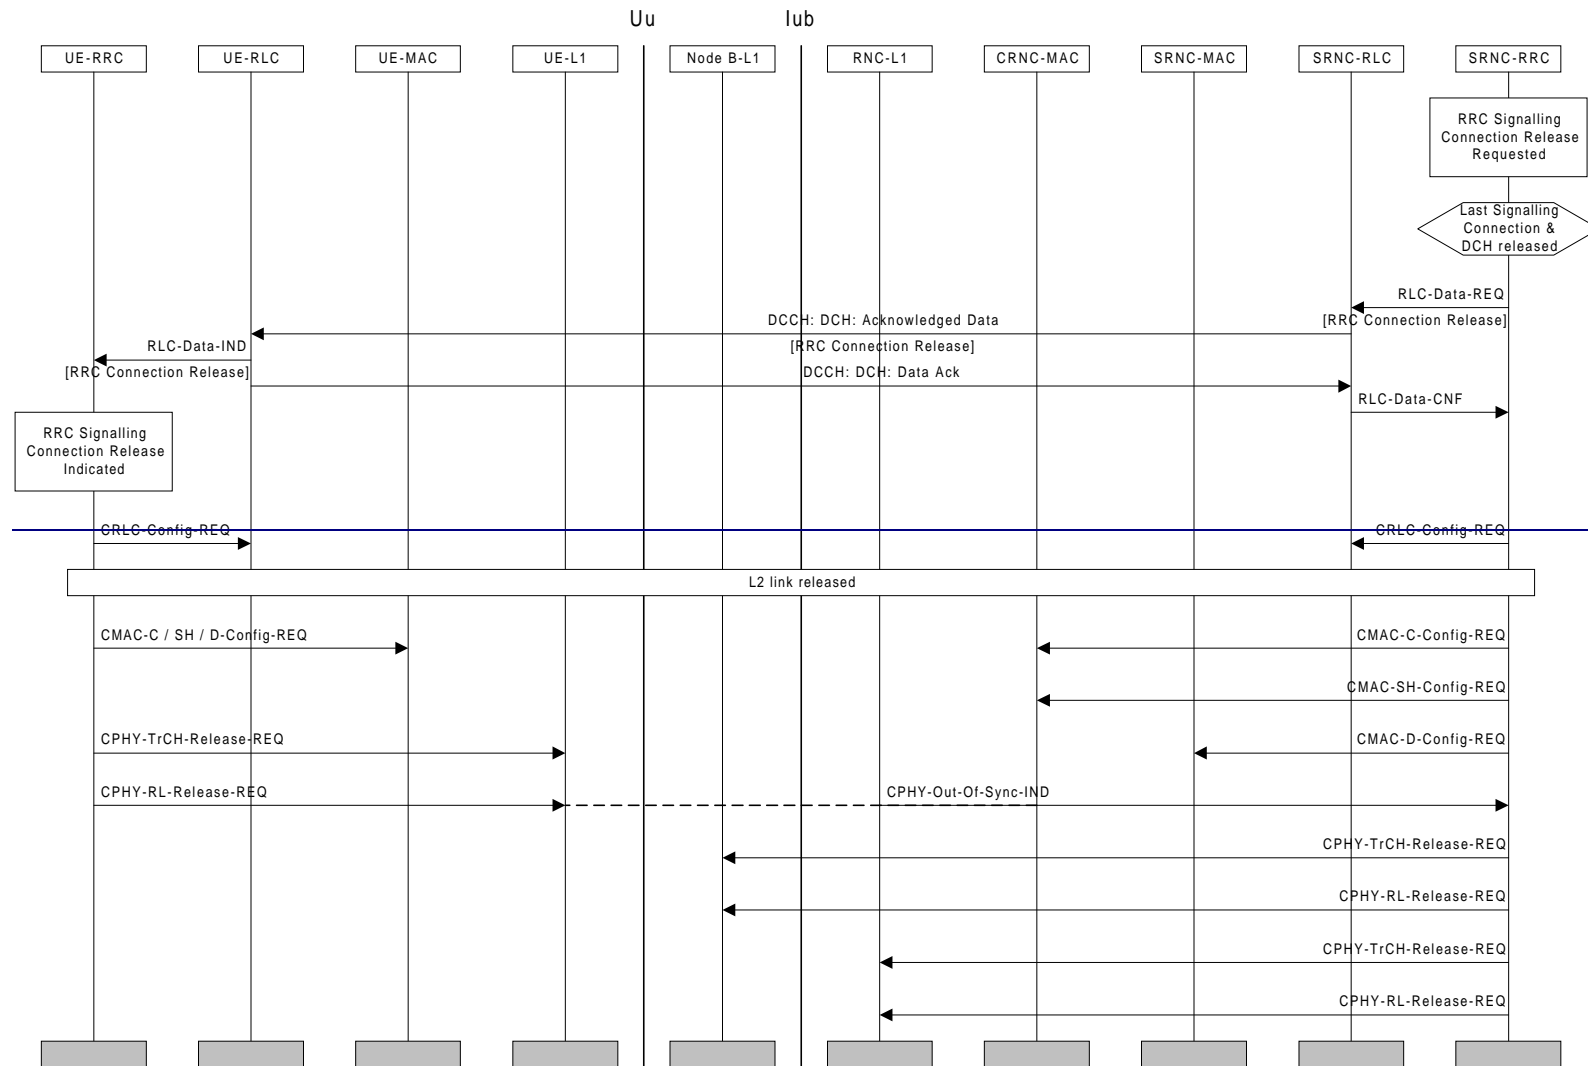 Uu Iub
UE-RRC UE-RLC UE-MAC UE-L1 Node B-L1 RNC-L1 CRNC-MAC SRNC-MAC SRNC-RLC SRNC-RRC
RRC Signalling
Connection Release
Requested
Last Signalling
Connection &
DCH released
RLC-Data-REQ
[RRC Connection Release]
DCCH: DCH: Acknowledged Data
[RRC Connection Release]
RLC-Data-IND
[RRC Connection Release]
DCCH: DCH: Data Ack
RLC-Data-CNF
RRC Signalling
Connection Release
Indicated
CRLC-Config-REQ CRLC-Config-REQ
L2 link released
CMAC-C / SH / D-Config-REQ CMAC-C-Config-REQ
CMAC-SH-Config-REQ
CPHY-TrCH-Release-REQ CMAC-D-Config-REQ
CPHY-RL-Release-REQ CPHY-Out-Of-Sync-IND
CPHY-TrCH-Release-REQ
CPHY-RL-Release-REQ
CPHY-TrCH-Release-REQ
CPHY-RL-Release-REQ